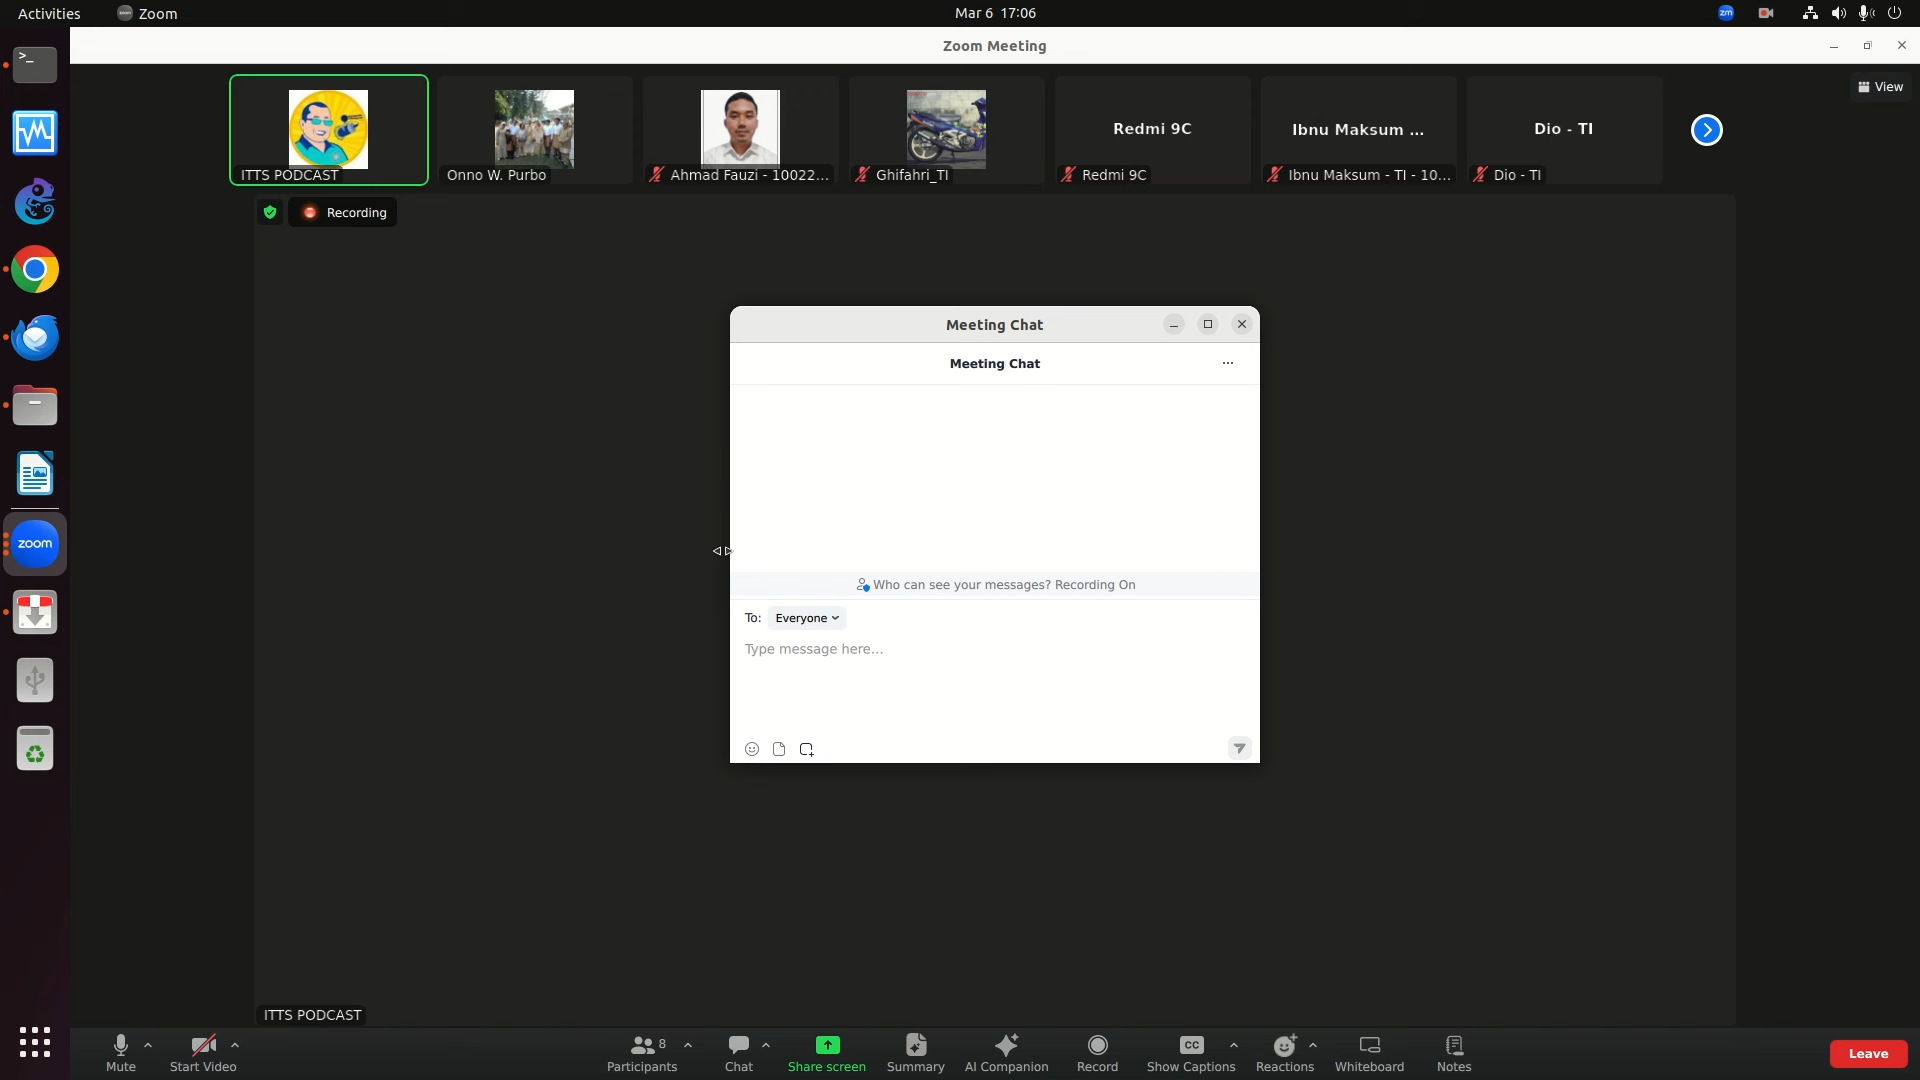 Activities
Zoom
Mar 6 17:06
zm
Zoom Meeting
View
ITTS PODCAST
Onno W. Purbo
Ahmad Fauzi - 10022...
Ghifahri_TI
Redmi 9C
Redmi 9C
Ibnu Maksum ...
Ibnu Maksum - TI - 10...
Dio - TI
Dio - TI
Recording
Meeting Chat
Meeting Chat
Who can see your messages? Recording On
To: Everyone
Type message here...
zoom
ITTS PODCAST
Mute
Start Video
8
Participants
Chat
Share screen
Summary
AI Companion
Record
CC
Show Captions
Reactions
Whiteboard
Notes
Leave